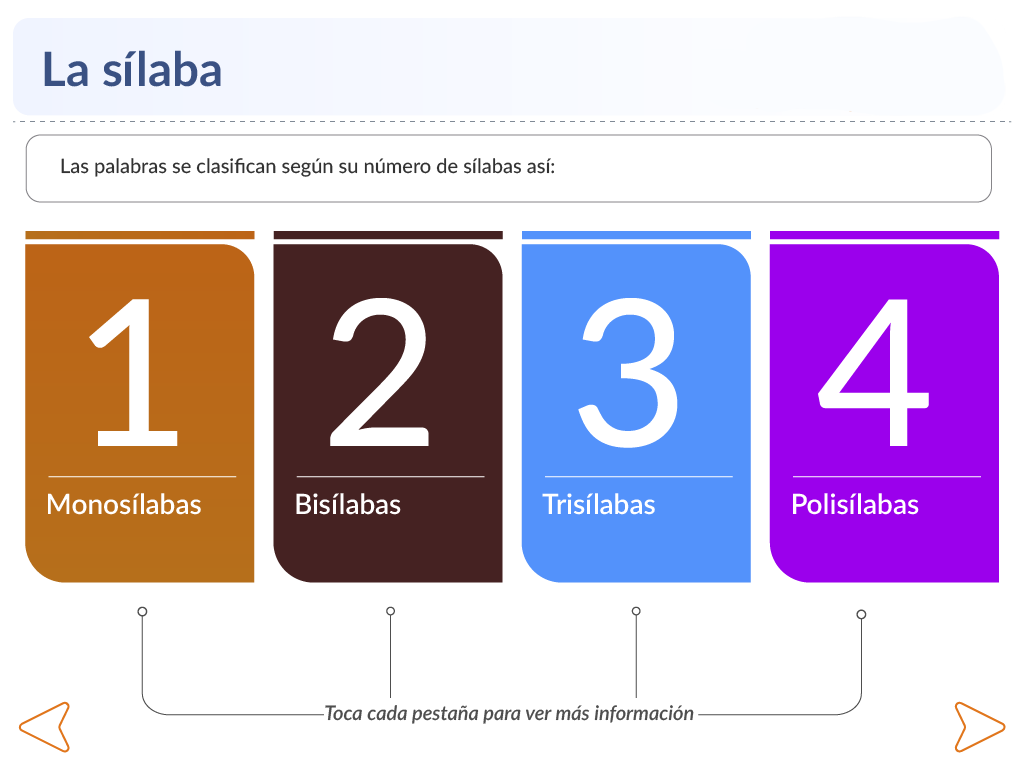 La sílaba
Las palabras se clasifican según su número de sílabas así:
1
Monosílabas
2
Bisílabas
3
Trisílabas
4
Polisílabas
Toca cada pestaña para ver más información